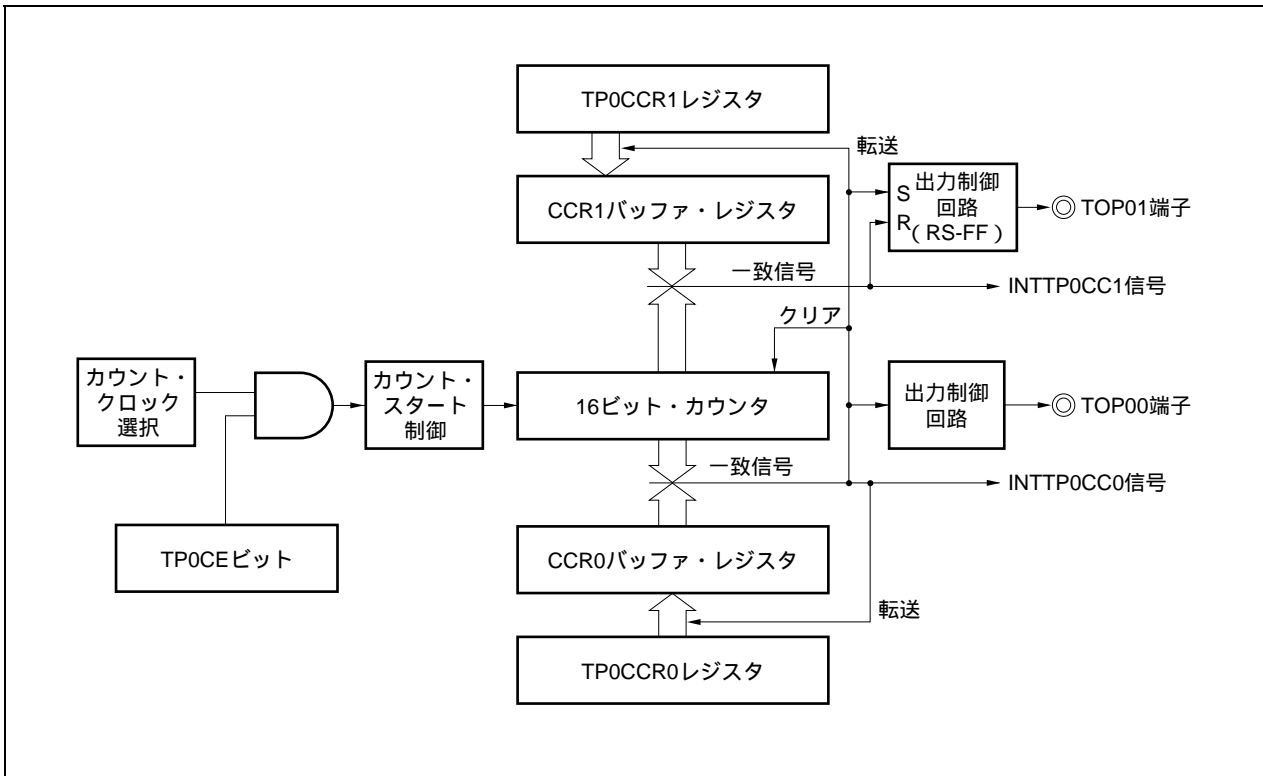 TP0CCR1レジスタ
転送
CCR1バッファ・レジスタ
S 出力制御
回路
R （RS-FF）
TOP01端子
一致信号
INTTP0CC1信号
クリア
カウント・
クロック
選択
カウント・
スタート
制御
16ビット・カウンタ
出力制御
回路
TOP00端子
一致信号
INTTP0CC0信号
TP0CEビット
CCR0バッファ・レジスタ
転送
TP0CCR0レジスタ